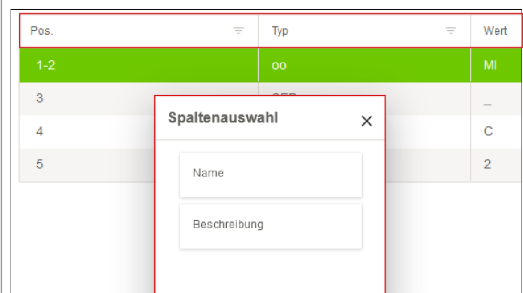 Pos. Typ Wert
1-2 oo MI
3 _
4 C
5 2
Spaltenauswahl
Name
Beschreibung